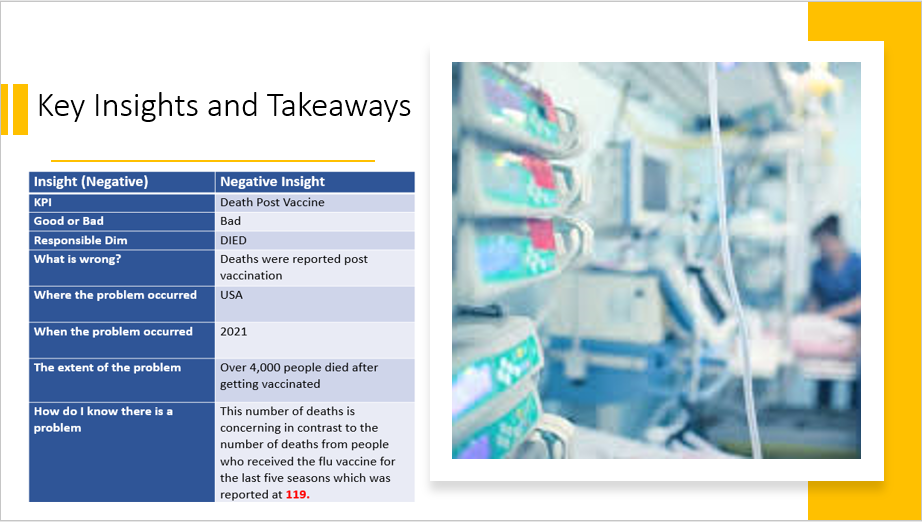 Key Insights and Takeaways
Insight (Negative) Negative Insight
KPI Death Post Vaccine
Good or Bad Bad
Responsible Dim DIED
What is wrong? Deaths were reported post
vaccination
Where the problem occurred USA
When the problem occurred 2021
The extent of the problem Over 4,000 people died after
getting vaccinated
How do I know there is a This number of deaths is
problem concerning in contrast to the
number of deaths from people
who received the flu vaccine for
the last five seasons which was
reported at 119.